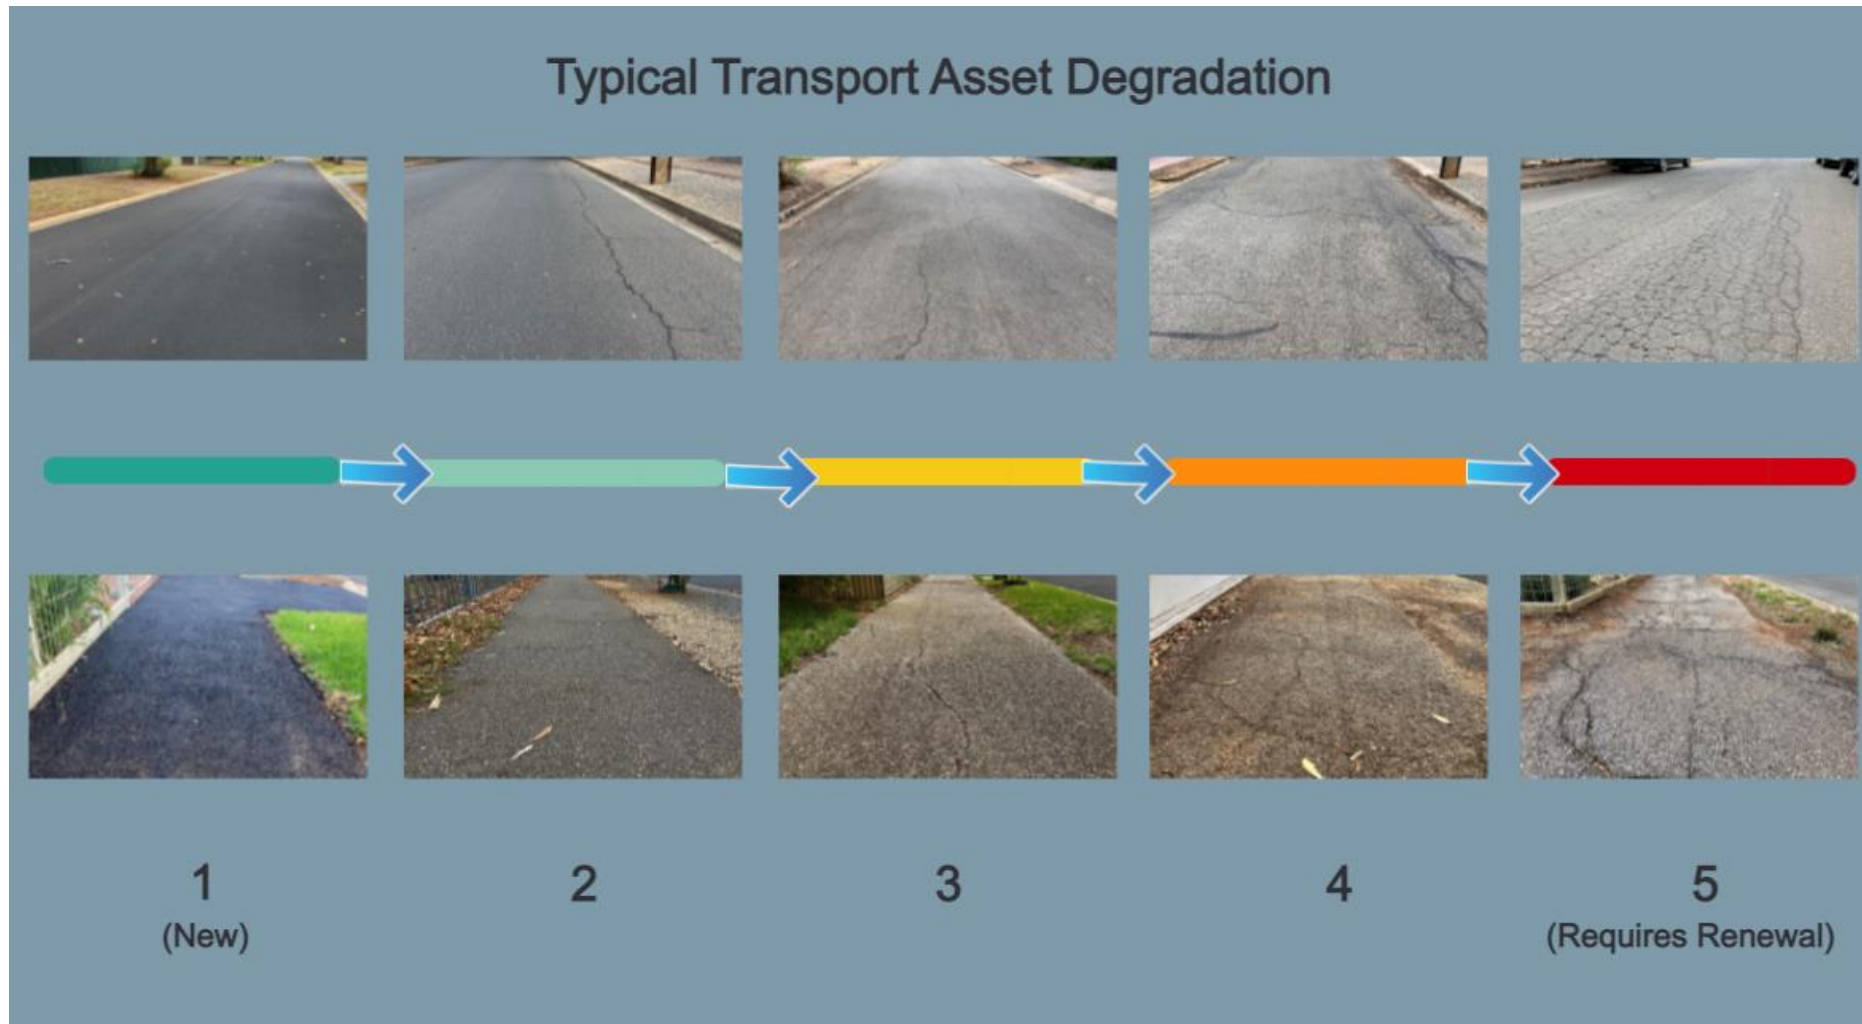 Typical Transport Asset Degradation
1
2
3
4
5
(New)
(Requires Renewal)